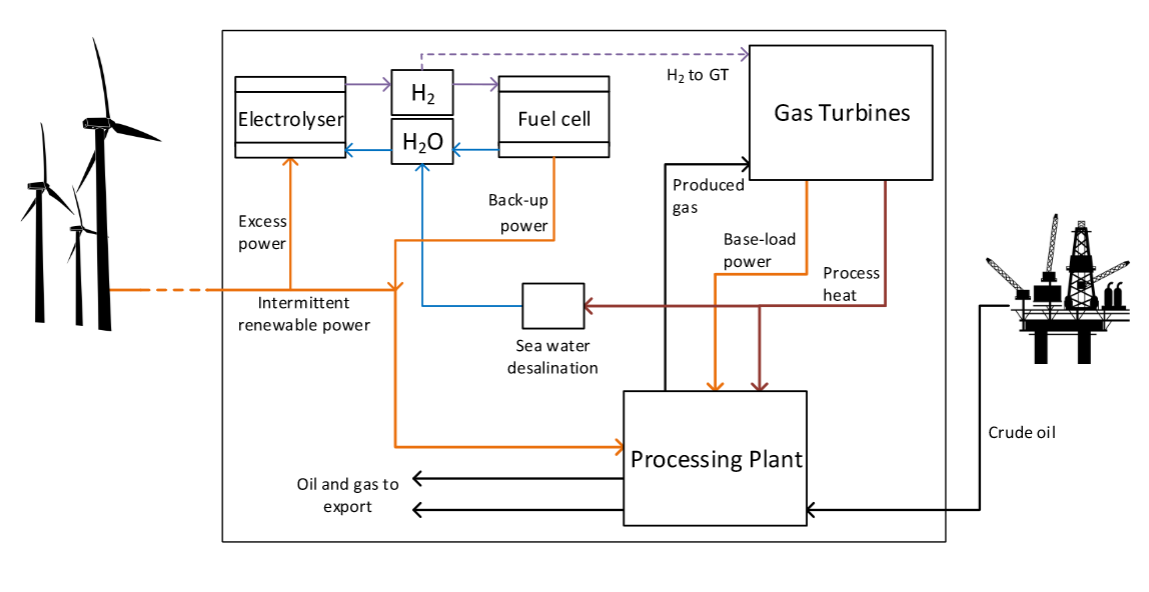 H₂ to GT
Electrolyser
H₂
H₂O
Fuel cell
Gas Turbines
Excess
power
Back-up
power
Produced
gas
Base-load
power
Process
heat
Intermittent
renewable power
Sea water
desalination
Crude oil
Processing Plant
Oil and gas to
export